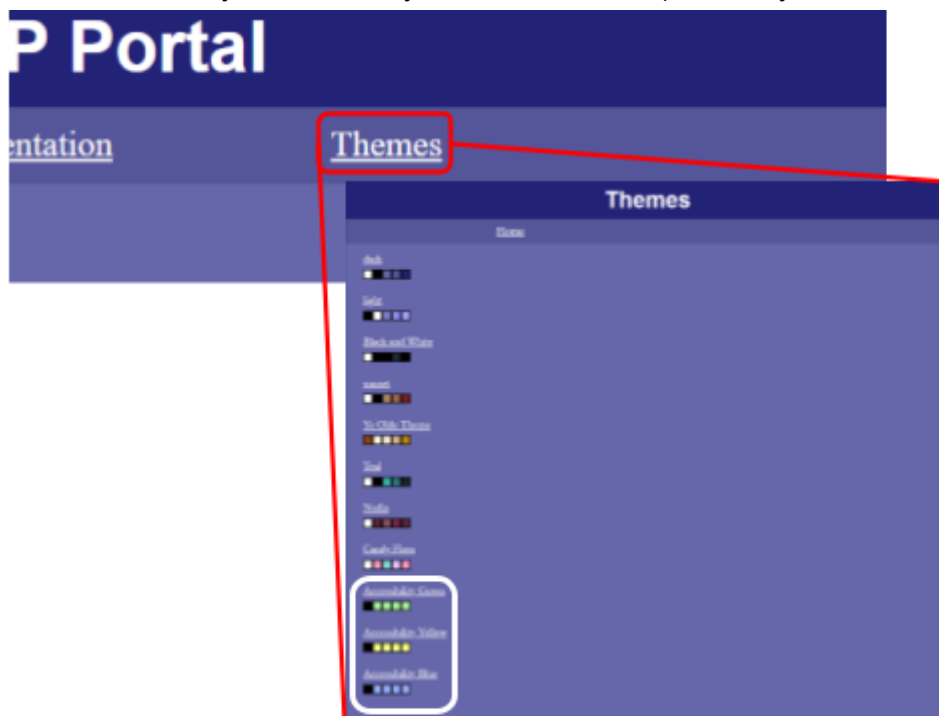 P Portal
entation
Themes
Themes
Home
dark
light
Black and White
sunset
Ye Olde Theme
Teal
Candy Floss
Accessibility Green
Accessibility Yellow
Accessibility Blue